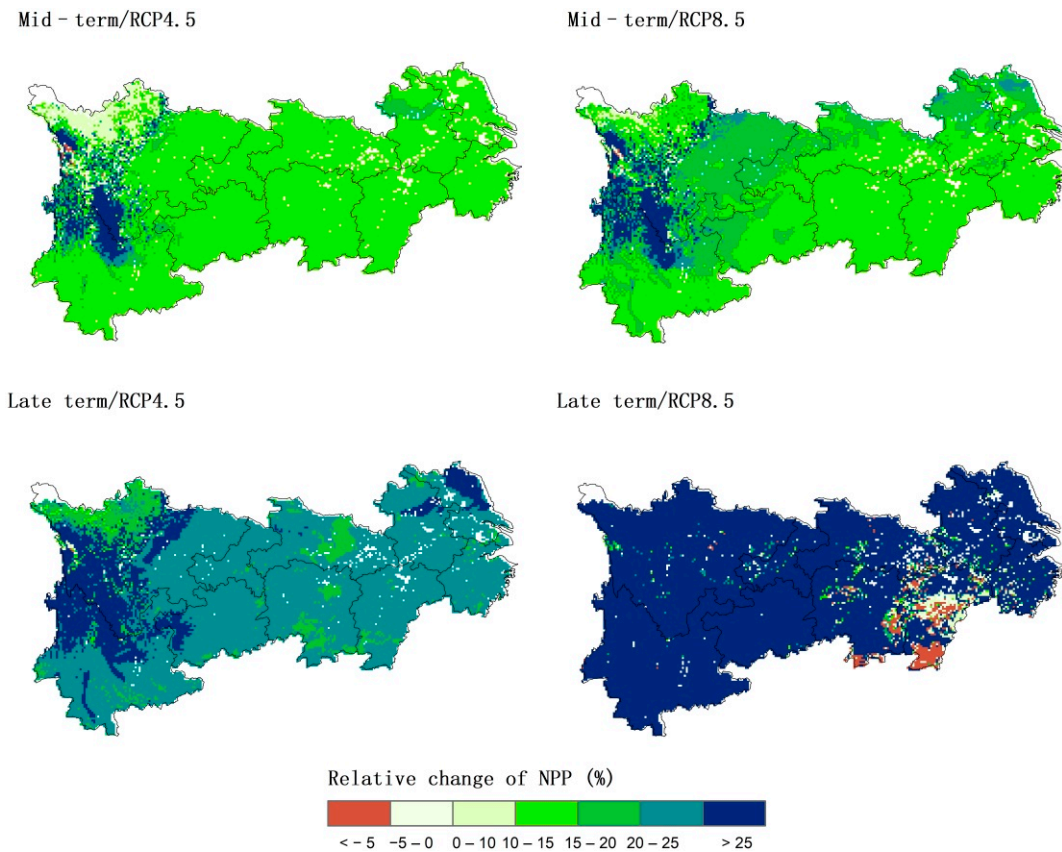 Mid-term/RCP4.5
Mid-term/RCP8.5
Late term/RCP4.5
Late term/RCP8.5
Relative change of NPP (%)
<-5 −5–0 0–10 10–15 15–20 20–25 >25